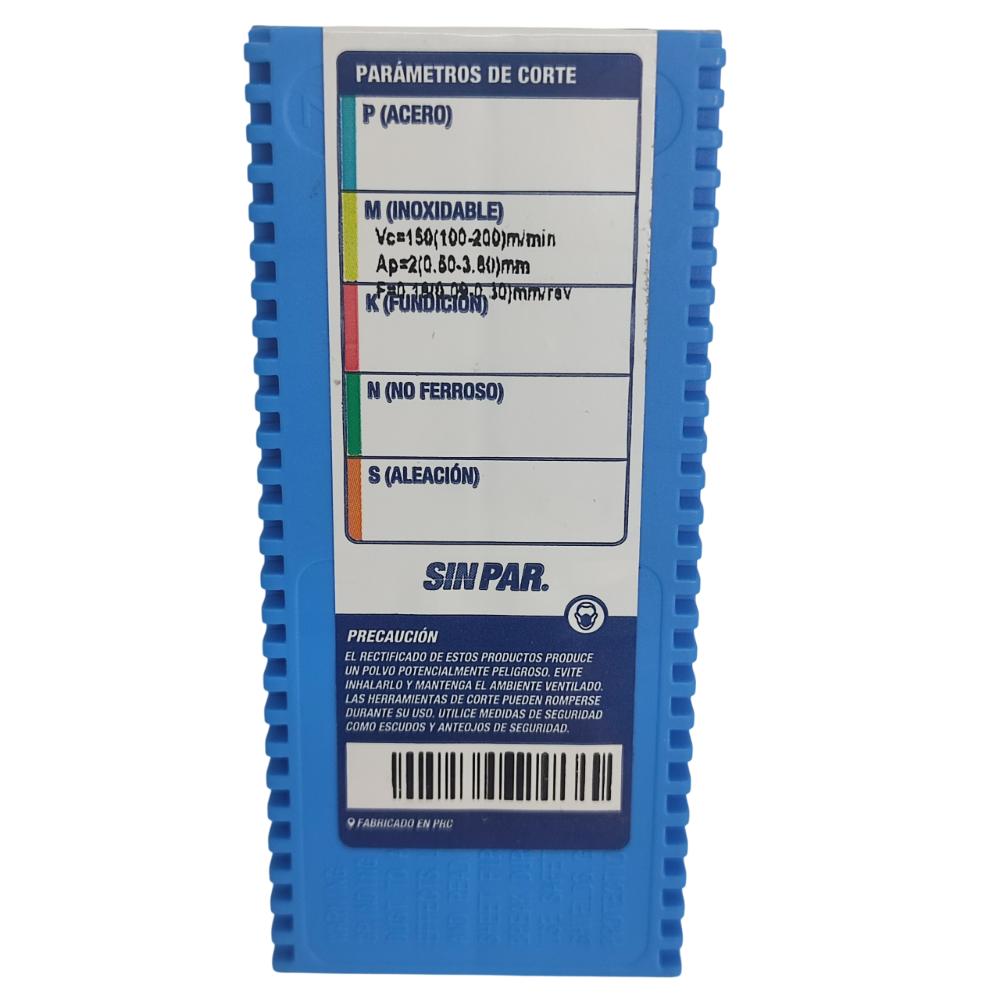 PARÁMETROS DE CORTE
P (ACERO)
M (INOXIDABLE)
Vc=150(100-200)m/min
Ap=2(0.50-3.80)mm
K (FUNDICIÓN)
N (NO FERROSO)
S (ALEACIÓN)
SIN PAR.
PRECAUCIÓN
EL RECTIFICADO DE ESTOS PRODUCTOS PRODUCE
UN POLVO POTENCIALMENTE PELIGROSO. EVITE
INHALARLO Y MANTENGA EL AMBIENTE VENTILADO.
LAS HERRAMIENTAS DE CORTE PUEDEN ROMPERSE
DURANTE SU USO. UTILICE MEDIDAS DE SEGURIDAD
COMO ESCUDOS Y ANTEOJOS DE SEGURIDAD.
FABRICADO EN PRC